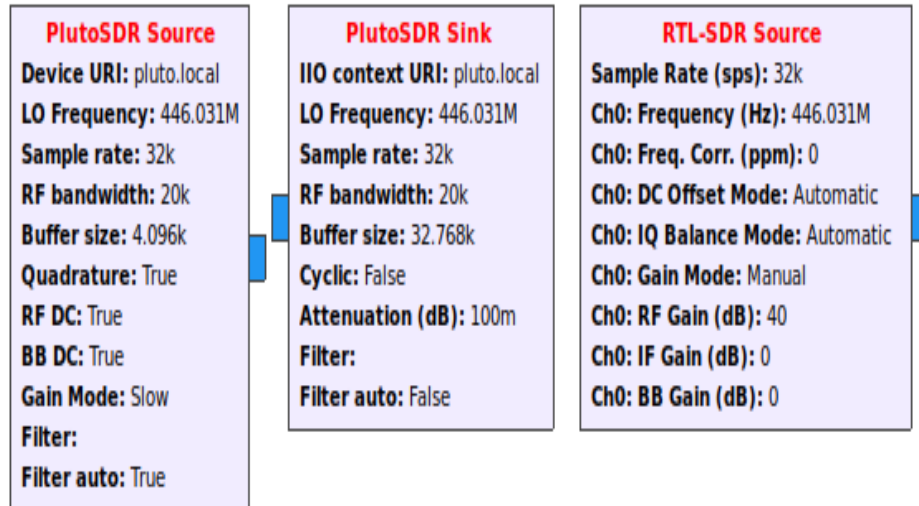 PlutoSDR Source
Device URI: pluto.local
LO Frequency: 446.031M
Sample rate: 32k
RF bandwidth: 20k
Buffer size: 4.096k
Quadrature: True
RF DC: True
BB DC: True
Gain Mode: Slow
Filter:
Filter auto: True
PlutoSDR Sink
IIO context URI: pluto.local
LO Frequency: 446.031M
Sample rate: 32k
RF bandwidth: 20k
Buffer size: 32.768k
Cyclic: False
Attenuation (dB): 100m
Filter:
Filter auto: False
RTL-SDR Source
Sample Rate (sps): 32k
Ch0: Frequency (Hz): 446.031M
Ch0: Freq. Corr. (ppm): 0
Ch0: DC Offset Mode: Automatic
Ch0: IQ Balance Mode: Automatic
Ch0: Gain Mode: Manual
Ch0: RF Gain (dB): 40
Ch0: IF Gain (dB): 0
Ch0: BB Gain (dB): 0